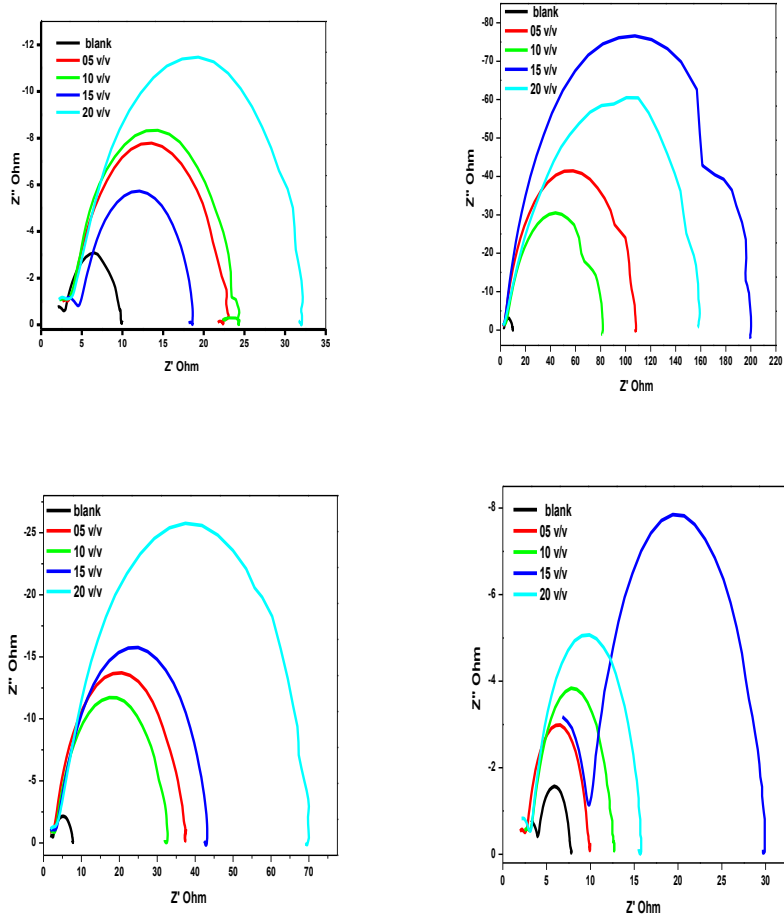 blank
05 v/v
10 v/v
15 v/v
20 v/v
-12
-10
-8
-6
-4
-2
0
Z'' Ohm
0 5 10 15 20 25 30 35
Z' Ohm
blank
05 v/v
10 v/v
15 v/v
20 v/v
-80
-70
-60
-50
-40
-30
-20
-10
0
Z'' Ohm
0 20 40 60 80 100 120 140 160 180 200 220
Z' Ohm
blank
05 v/v
10 v/v
15 v/v
20 v/v
-25
-20
-15
-10
-5
0
Z'' Ohm
0 10 20 30 40 50 60 70
Z' Ohm
blank
05 v/v
10 v/v
15 v/v
20 v/v
-8
-6
-4
-2
0
Z'' Ohm
0 5 10 15 20 25 30
Z' Ohm